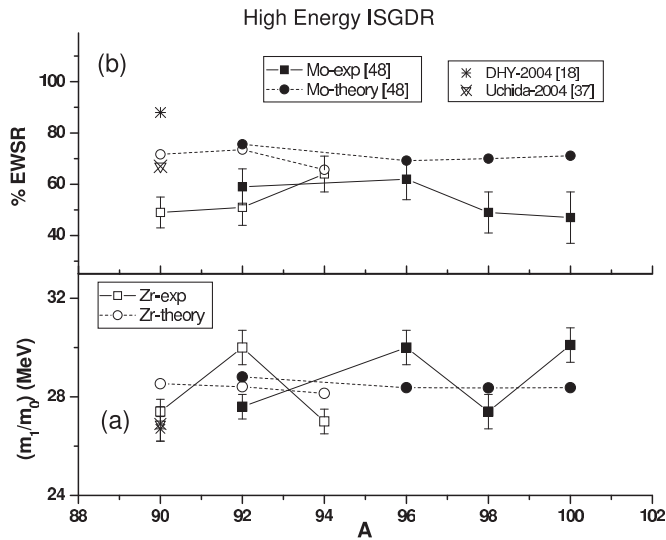 High Energy ISGDR
(b)
Mo-exp [48]
Mo-theory [48]
DHY-2004 [18]
Uchida-2004 [37]
% EWSR
100
80
60
40
Zr-exp
Zr-theory
(a)
(m1/m0) (MeV)
32
28
24
88 90 92 94 96 98 100 102
A